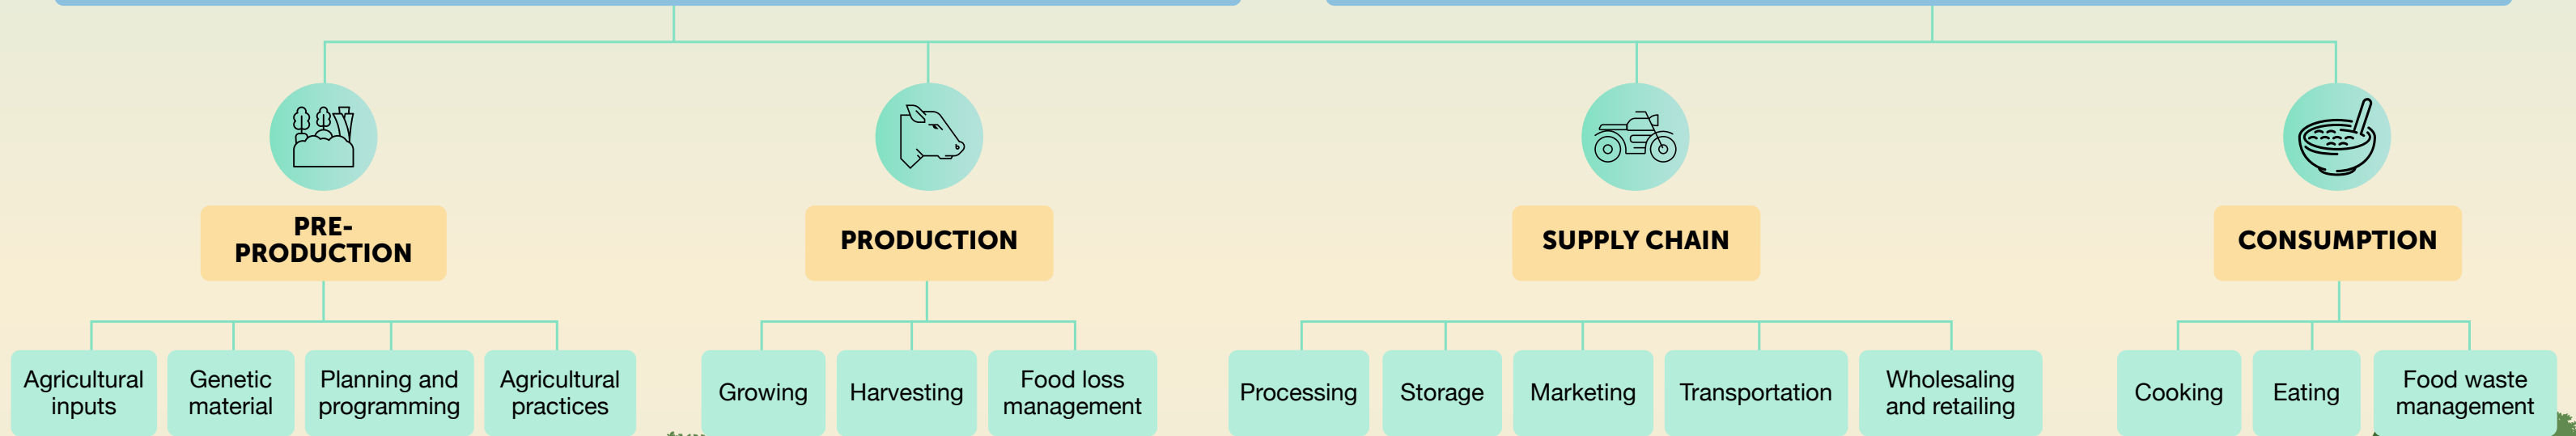 PRE-
PRODUCTION
PRODUCTION
SUPPLY CHAIN
CONSUMPTION
Agricultural
inputs
Genetic
material
Planning and
programming
Agricultural
practices
Growing
Harvesting
Food loss
management
Processing
Storage
Marketing
Transportation
Wholesaling
and retailing
Cooking
Eating
Food waste
management